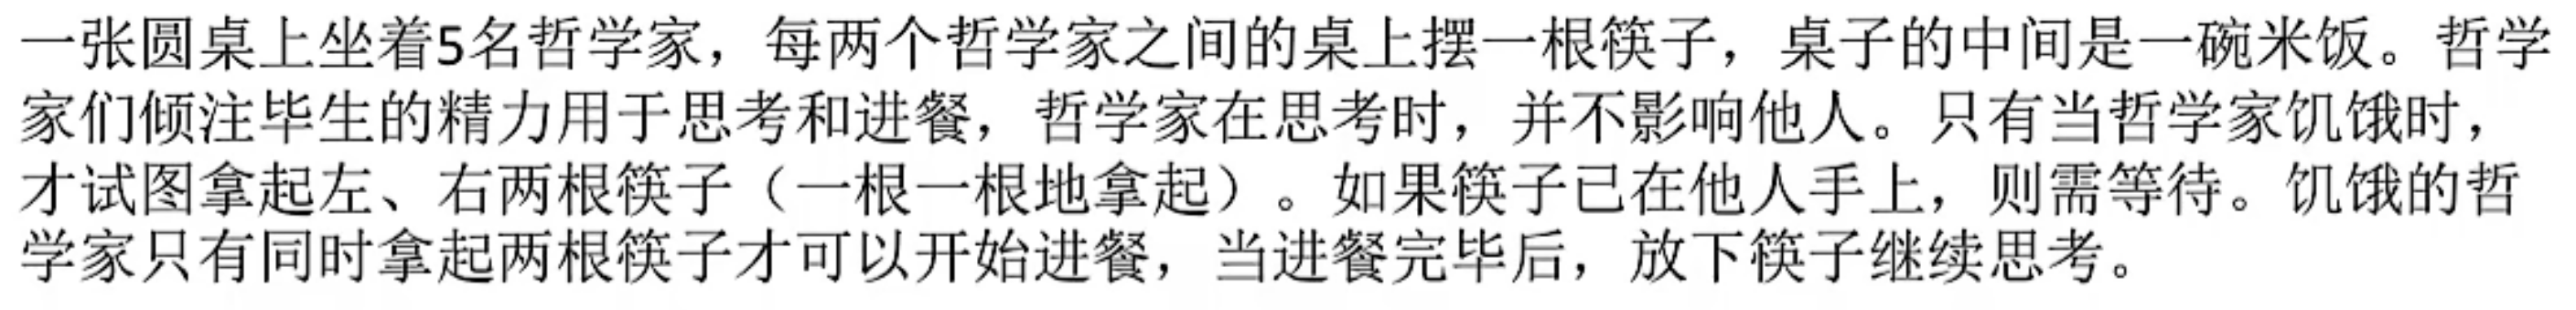 一张圆桌上坐着5名哲学家，每两个哲学家之间的桌上摆一根筷子，桌子的中间是一碗米饭。哲学
家们倾注毕生的精力用于思考和进餐，哲学家在思考时，并不影响他人。只有当哲学家饥饿时，
才试图拿起左、右两根筷子（一根一根地拿起）。如果筷子已在他人手上，则需等待。饥饿的哲
学家只有同时拿起两根筷子才可以开始进餐，当进餐完毕后，放下筷子继续思考。